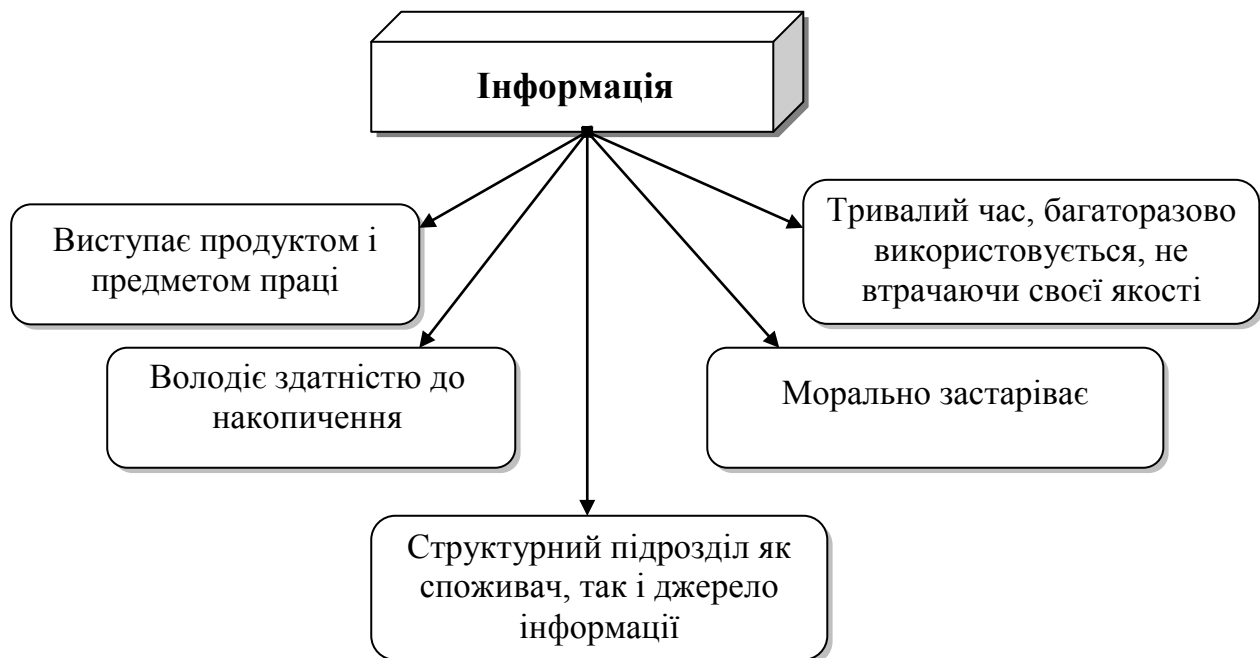 Інформація
Виступає продуктом і
предметом праці
Тривалий час, багаторазово
використовується, не
втрачаючи своєї якості
Володіє здатністю до
накопичення
Морально застаріває
Структурний підрозділ як
споживач, так і джерело
інформації